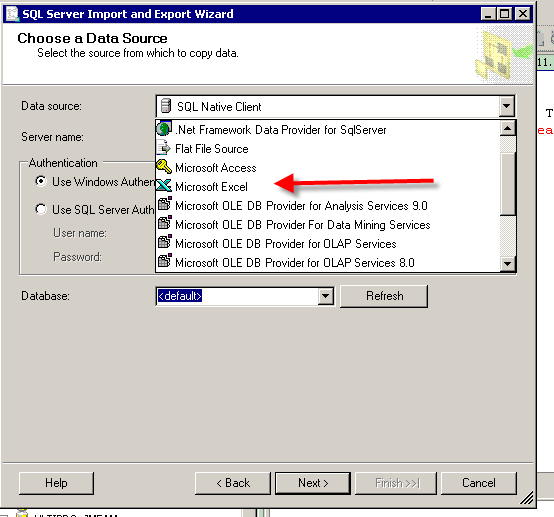 SQL Server Import and Export Wizard
Choose a Data Source
Select the source from which to copy data.
11.
Data source:
SQL Native Client
T
Server name:
.Net Framework Data Provider for SqlServer
ea
Flat File Source
Authentication
Microsoft Access
Use Windows Authen
Microsoft Excel
Use SQL Server Auth
Microsoft OLE DB Provider for Analysis Services 9.0
User name:
Microsoft OLE DB Provider For Data Mining Services
Microsoft OLE DB Provider for OLAP Services
Password:
Microsoft OLE DB Provider for OLAP Services 8.0
Database:
<default>
Refresh
Help
< Back
Next >
Finish >>|
Cancel